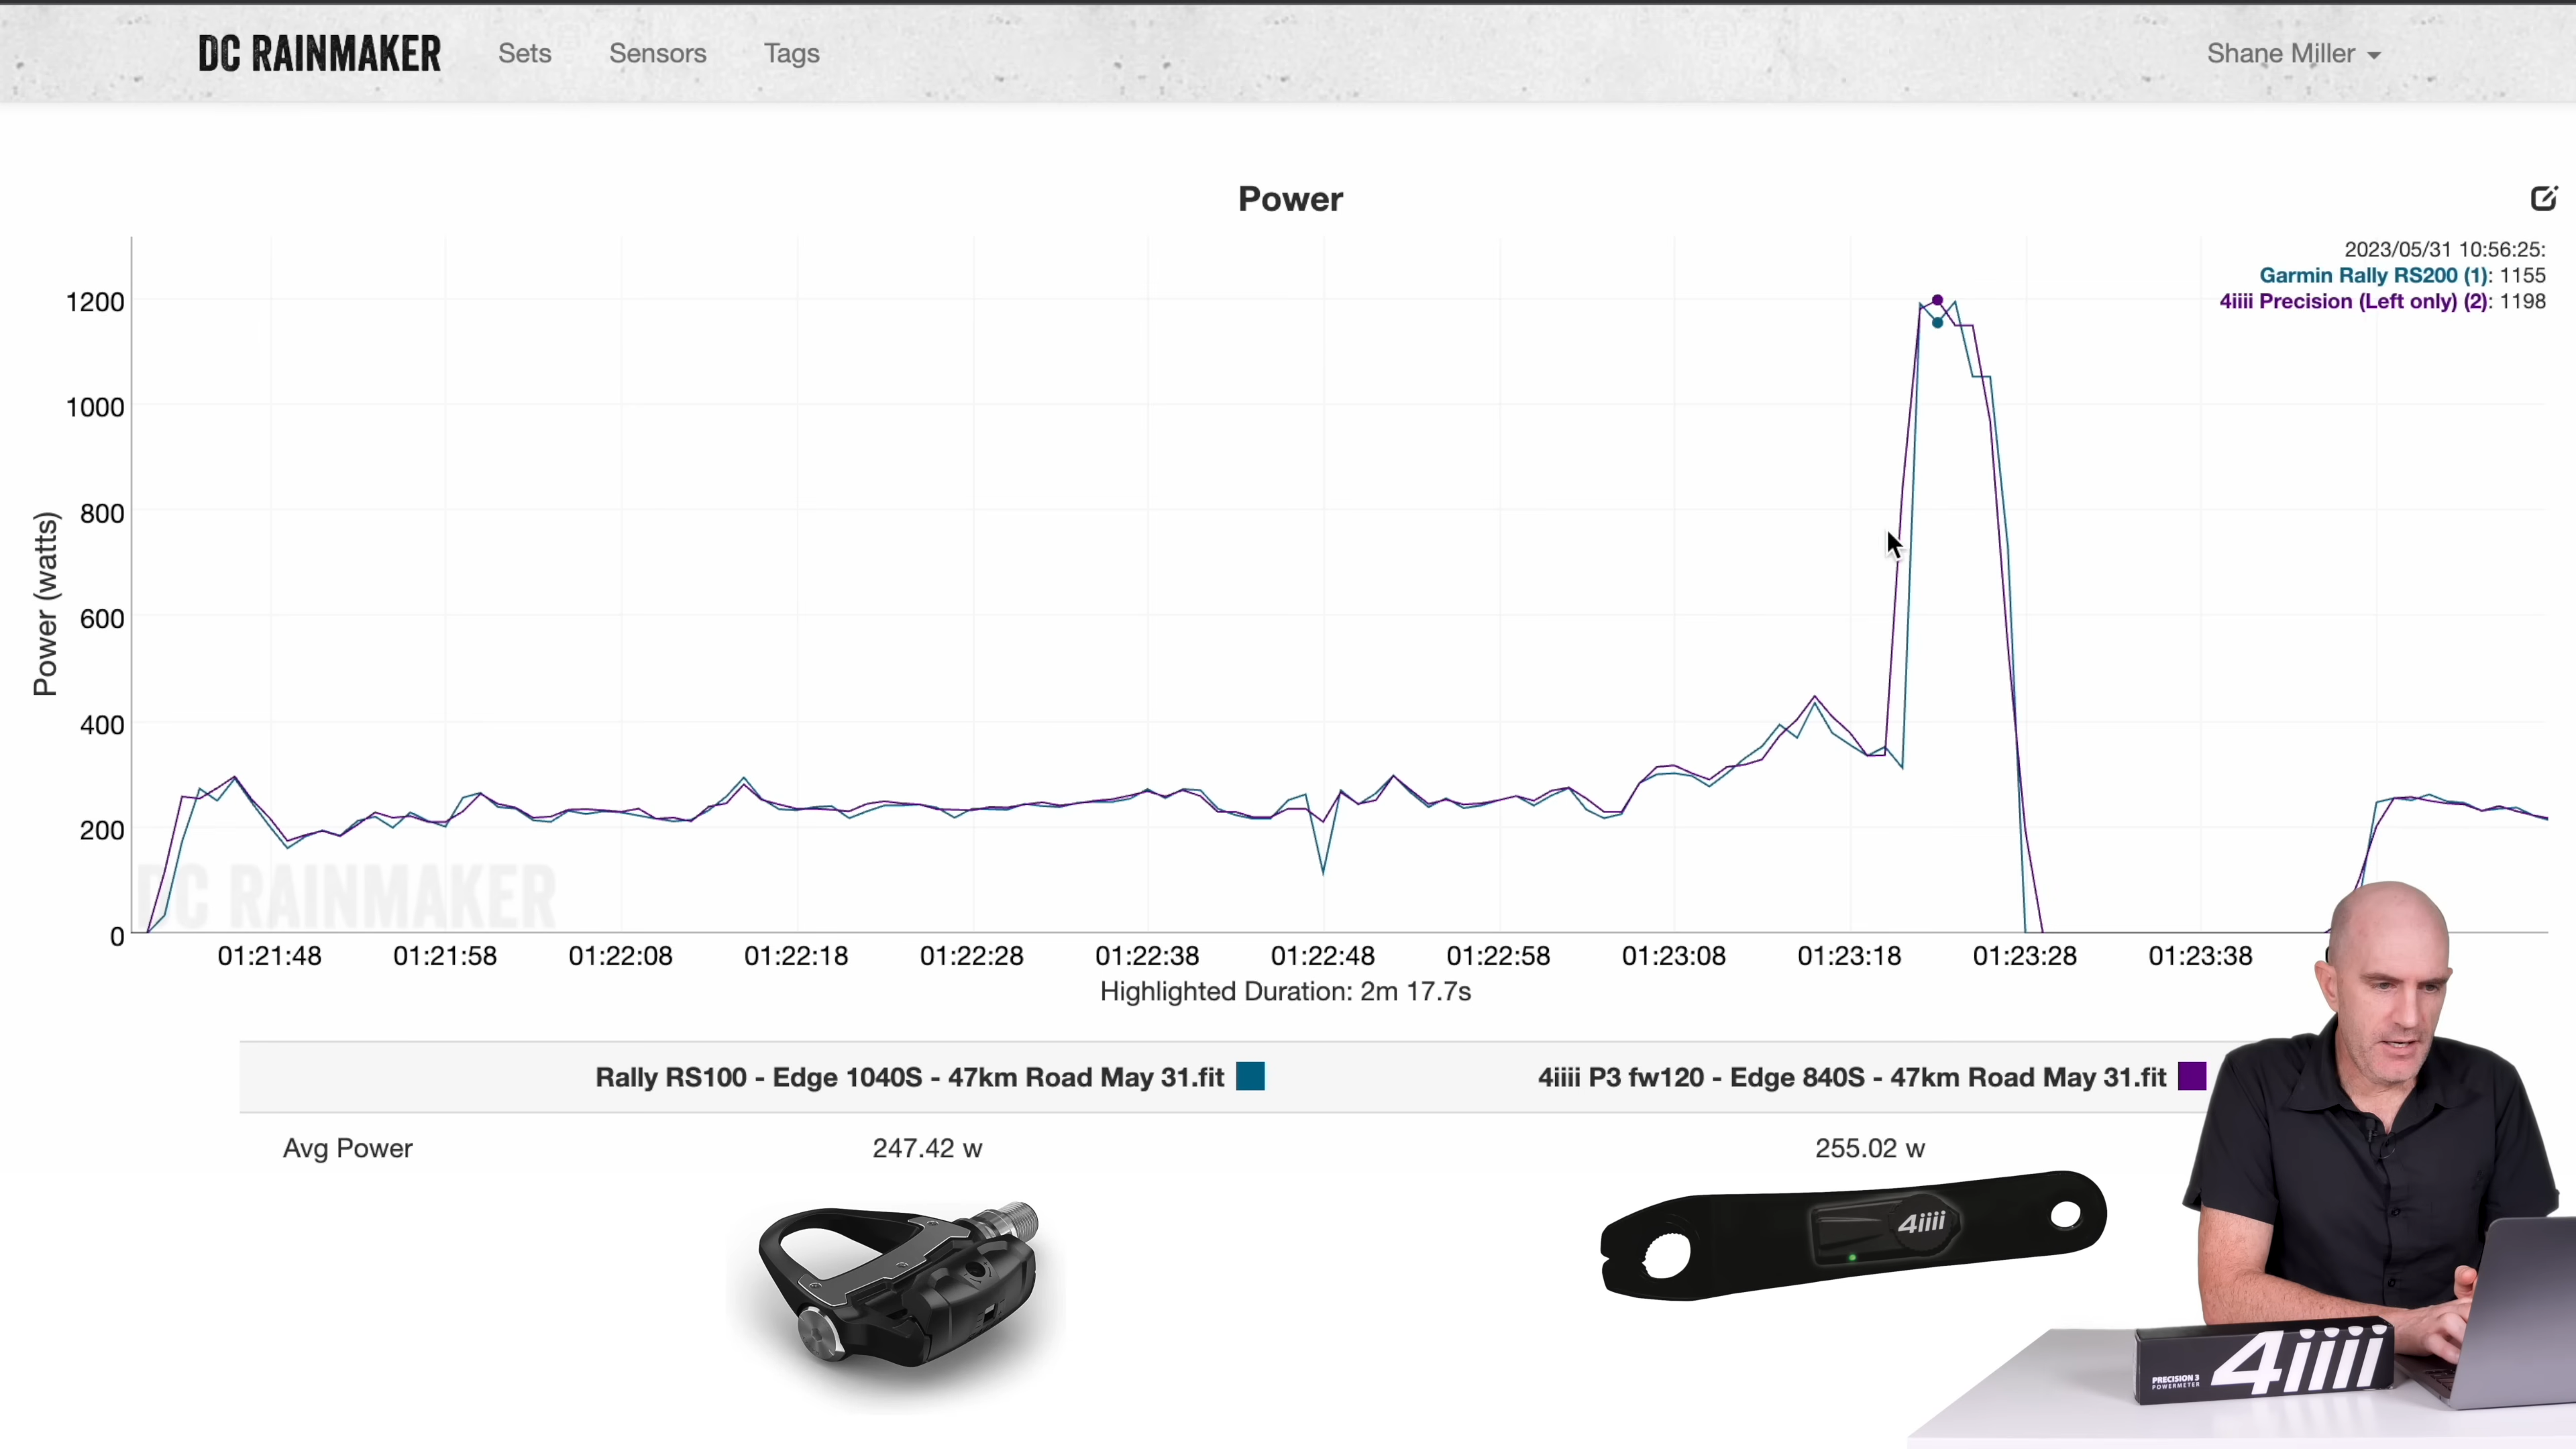 DC RAINMAKER Sets Sensors Tags Shane Miller
Power
2023/05/31 10:56:25:
Garmin Rally RS200 (1): 1155
4iiii Precision (Left only) (2): 1198
Power (watts)
1200
1000
800
600
400
200
0
DC RAINMAKER
01:21:48 01:21:58 01:22:08 01:22:18 01:22:28 01:22:38 01:22:48 01:22:58 01:23:08 01:23:18 01:23:28 01:23:38
Highlighted Duration: 2m 17.7s
Rally RS100 - Edge 1040S - 47km Road May 31.fit 4iiii P3 fw120 - Edge 840S - 47km Road May 31.fit
Avg Power 247.42 w 255.02 w
4iiii
PRECISION 3
POWERMETER
4iiii